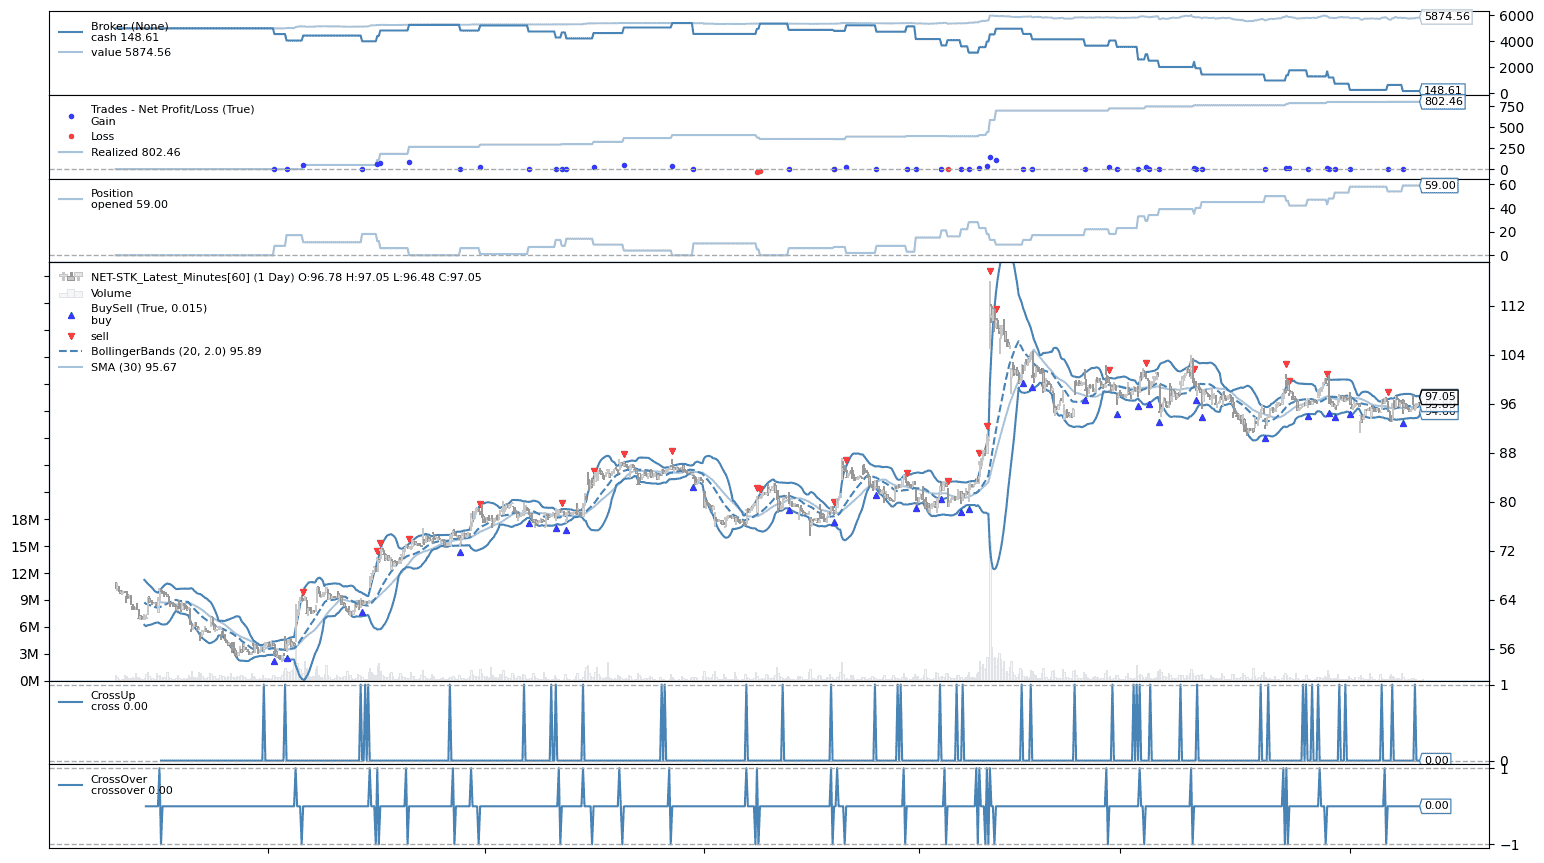 Broker (None)
cash 148.61
value 5874.56
5874.56
6000
4000
2000
0
148.61
Trades - Net Profit/Loss (True)
Gain
Loss
Realized 802.46
802.46
750
500
250
0
Position
opened 59.00
59.00
60
40
20
0
NET-STK_Latest_Minutes[60] (1 Day) O:96.78 H:97.05 L:96.48 C:97.05
Volume
BuySell (True, 0.015)
buy
sell
BollingerBands (20, 2.0) 95.89
SMA (30) 95.67
112
104
96
97.05
88
80
72
64
56
18M
15M
12M
9M
6M
3M
0M
CrossUp
cross 0.00
1
0.00
0
CrossOver
crossover 0.00
1
0.00
−1